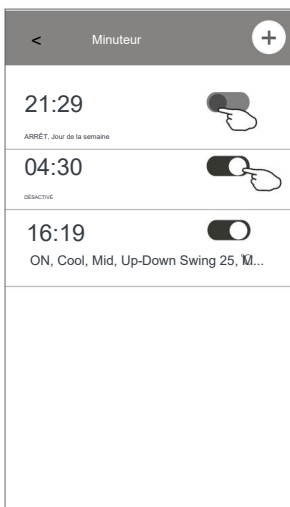 < Minuteur +
21:29
ARRÊT, Jour de la semaine
04:30
DÉSACTIVÉ
16:19
ON, Cool, Mid, Up-Down Swing 25, M...